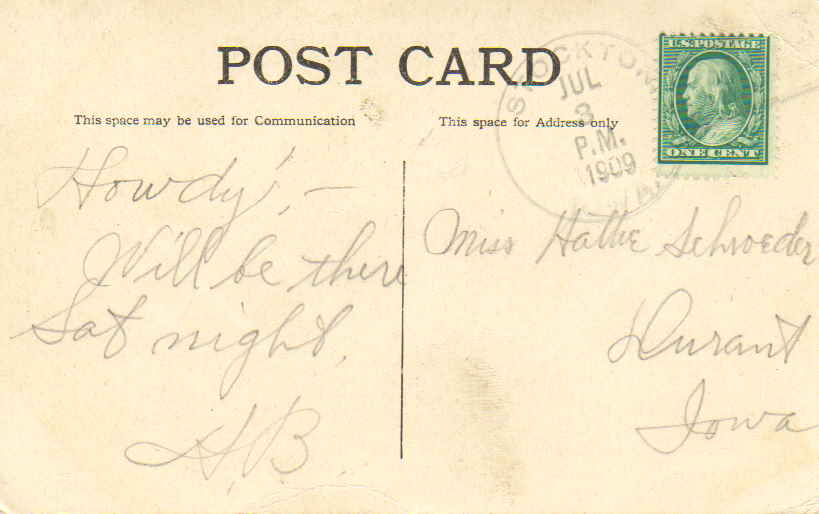 POST CARD
This space may be used for Communication
This space for Address only
STOCKTON
JUL
3
P.M.
1909
U.S. POSTAGE
ONE CENT
Howdy! –
Will be there
Sat night,
A.B.
Miss Hattie Schroeder
Durant
Iowa